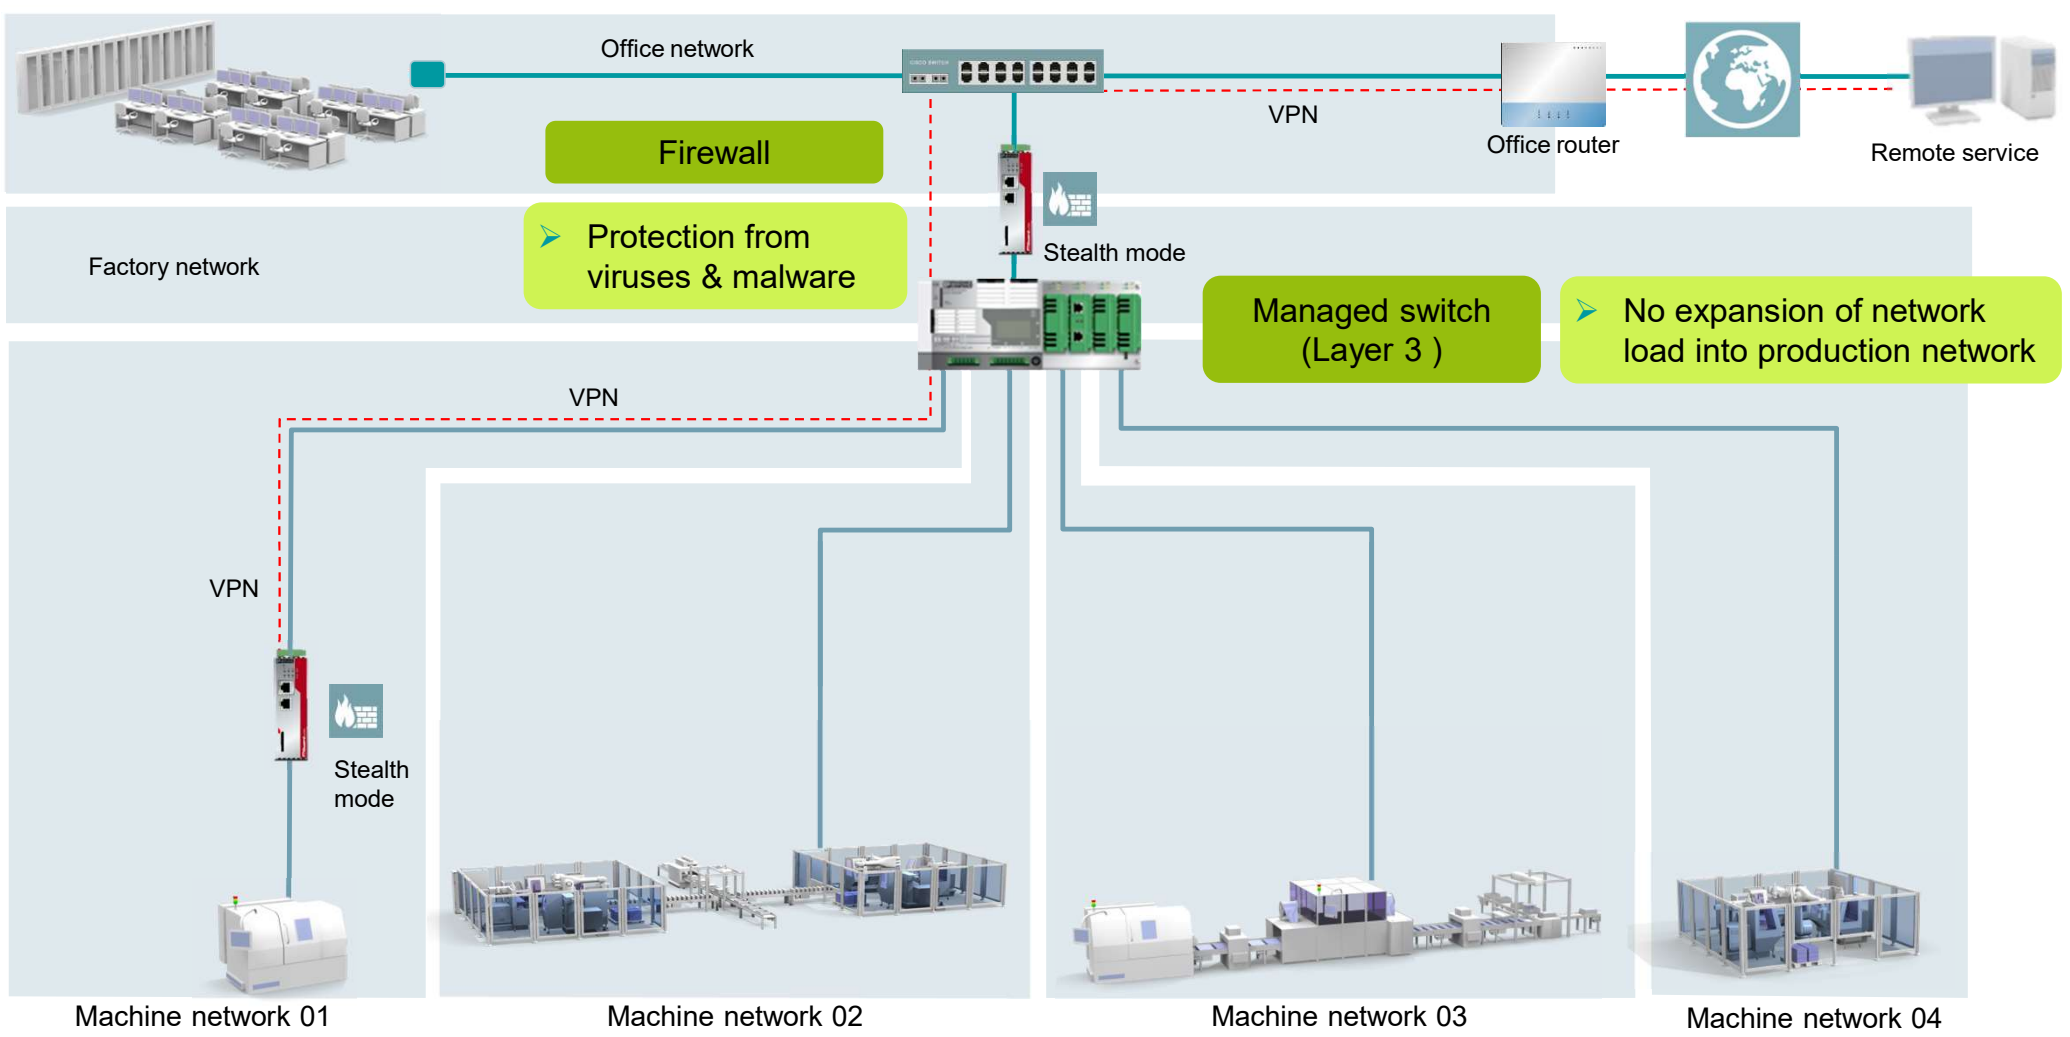 Office network
CISCO SWITCH
VPN
Office router
Remote service
Firewall
Protection from
viruses & malware
Stealth mode
Factory network
Managed switch
(Layer 3 )
No expansion of network
load into production network
VPN
VPN
Stealth
mode
Machine network 01
Machine network 02
Machine network 03
Machine network 04